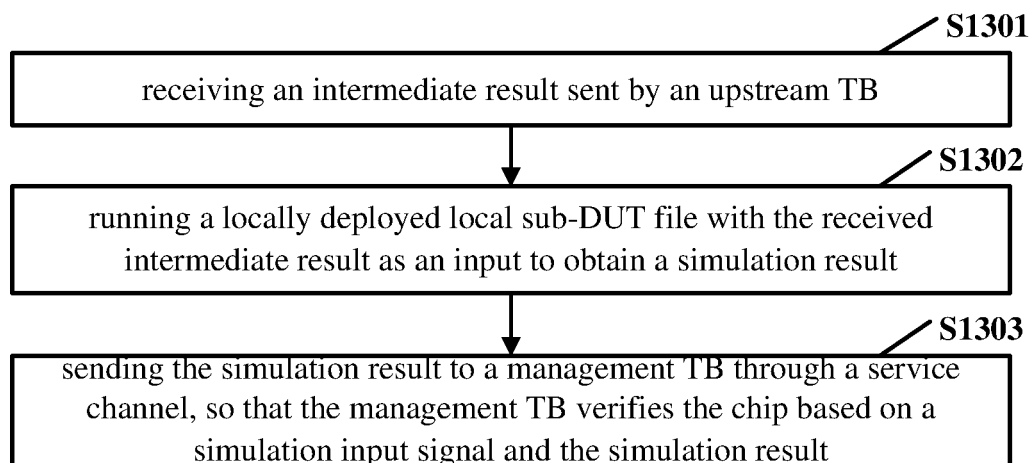 S1301
receiving an intermediate result sent by an upstream TB
S1302
running a locally deployed local sub-DUT file with the received
intermediate result as an input to obtain a simulation result
S1303
sending the simulation result to a management TB through a service
channel, so that the management TB verifies the chip based on a
simulation input signal and the simulation result